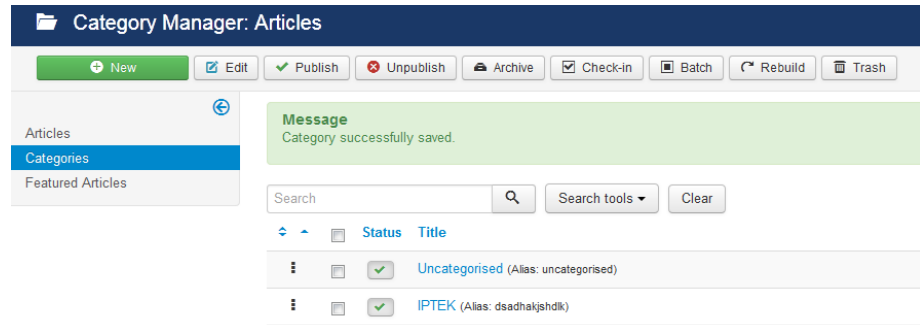 Category Manager: Articles
New Edit Publish Unpublish Archive Check-in Batch Rebuild Trash
Articles
Categories
Featured Articles
Message
Category successfully saved.
Search Search tools Clear
Status Title
Uncategorised (Alias: uncategorised)
IPTEK (Alias: dsadhakjshdlk)